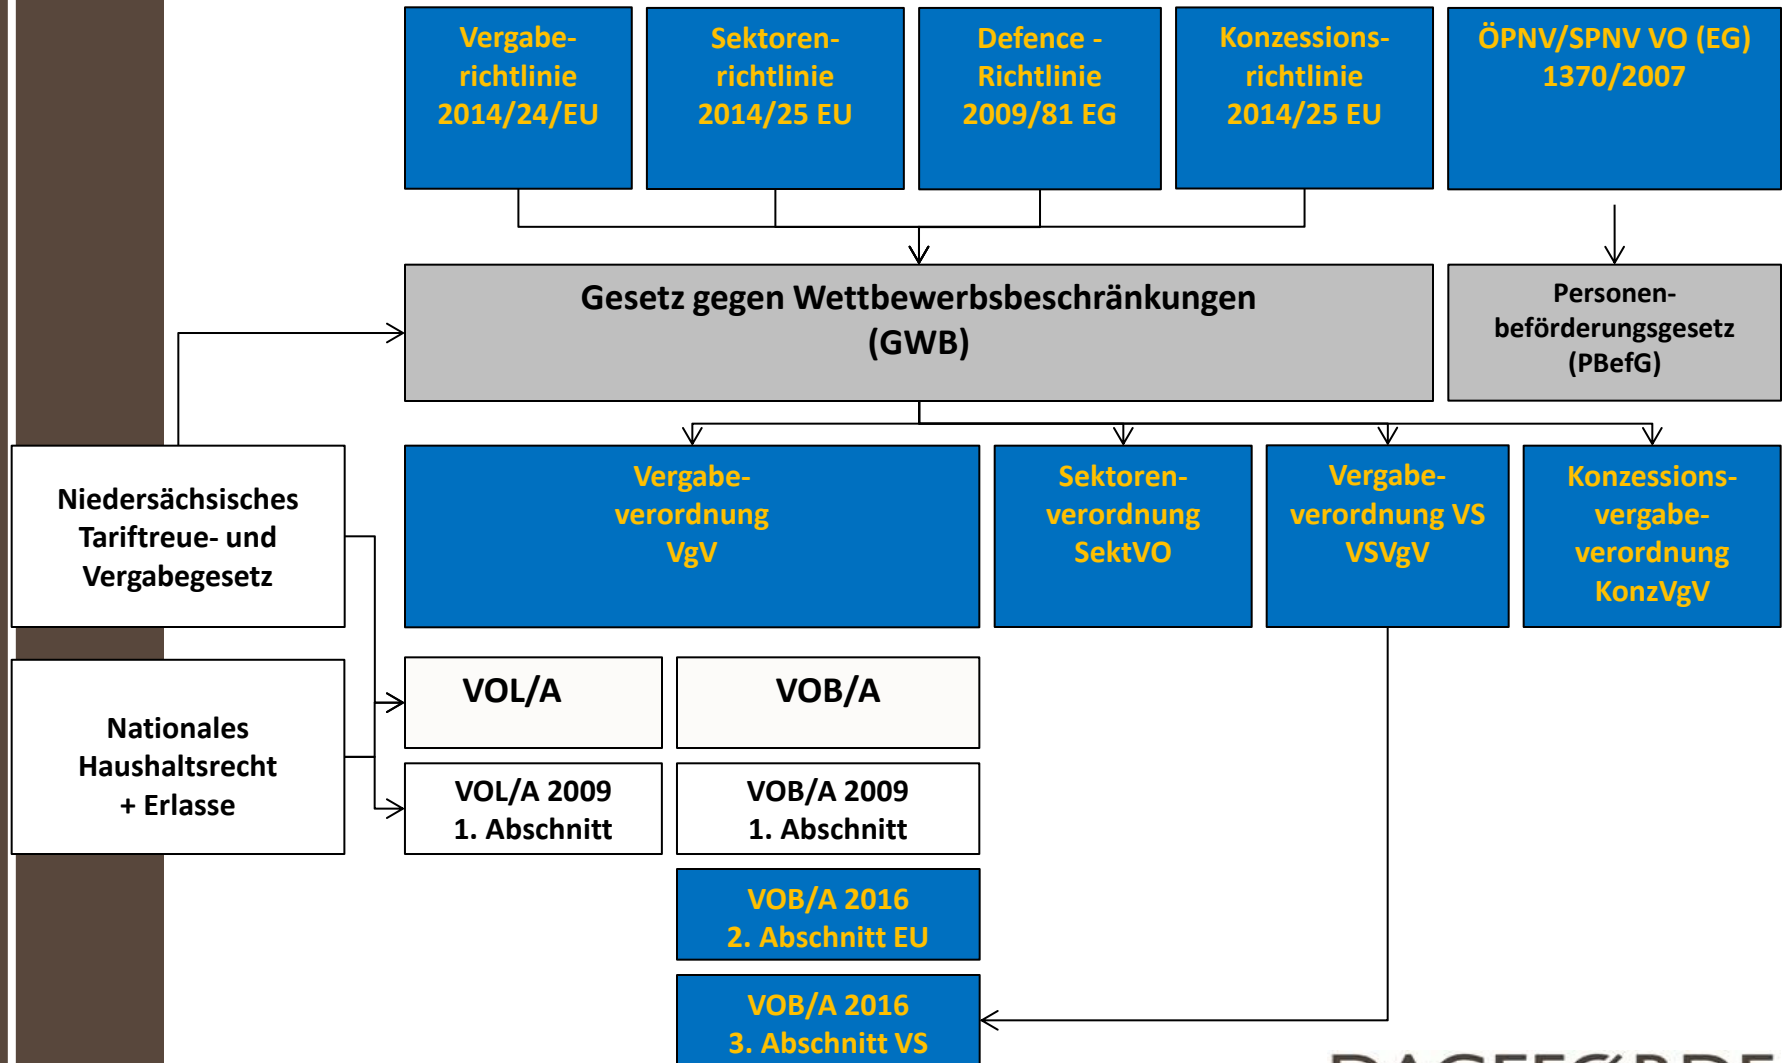 Vergabe-
richtlinie
2014/24/EU
Sektoren-
richtlinie
2014/25 EU
Defence -
Richtlinie
2009/81 EG
Konzessions-
richtlinie
2014/25 EU
ÖPNV/SPNV VO (EG)
1370/2007
Gesetz gegen Wettbewerbsbeschränkungen
(GWB)
Personen-
beförderungsgesetz
(PBefG)
Niedersächsisches
Tariftreue- und
Vergabegesetz
Vergabe-
verordnung
VgV
Sektoren-
verordnung
SektVO
Vergabe-
verordnung VS
VSVgV
Konzessions-
vergabe-
verordnung
KonzVgV
Nationales
Haushaltsrecht
+ Erlasse
VOL/A
VOB/A
VOL/A 2009
1. Abschnitt
VOB/A 2009
1. Abschnitt
VOB/A 2016
2. Abschnitt EU
VOB/A 2016
3. Abschnitt VS